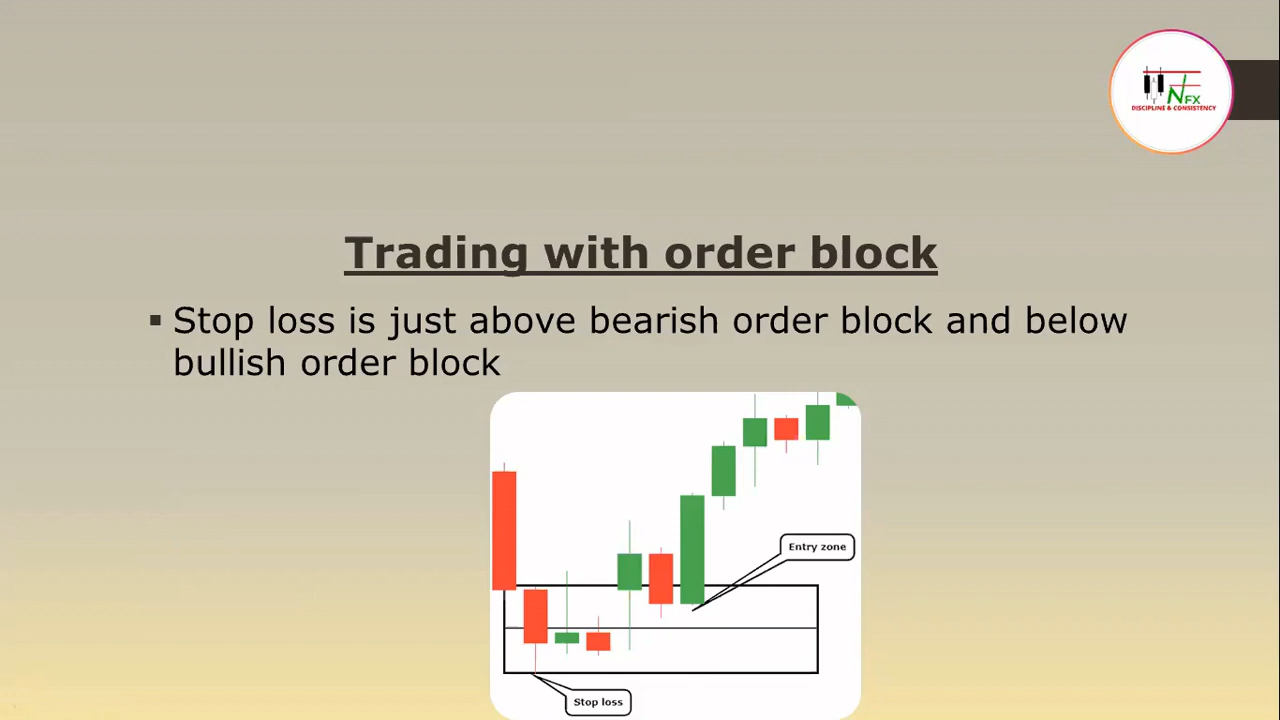 NFX
DISCIPLINE & CONSISTENCY
Trading with order block
▪ Stop loss is just above bearish order block and below
bullish order block
Entry zone
Stop loss